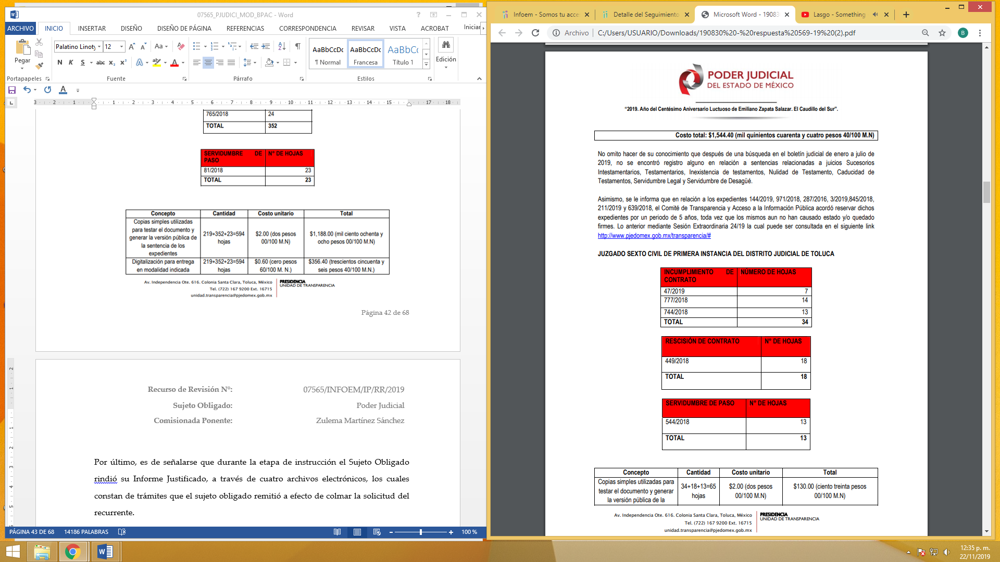 07565_PJUDICI_MOD_BPAC - Word
ARCHIVO INICIO INSERTAR DISEÑO DISEÑO DE PÁGINA REFERENCIAS CORRESPONDENCIA REVISAR VISTA ACROBAT Iniciar
Palatino Linoty 12
Pegar
Portapapeles Fuente Párrafo Estilos
AaBbCcDc AaBbCcDc AaBbCc
¶ Normal Francesa Título 1
Edición
3 2 1 1 2 3 4 5 6 7 8 9 10 11 12 13 14 15 17 18
765/2018 24
TOTAL 352
SERVIDUMBRE DE PASO N° DE HOJAS
81/2018 23
TOTAL 23
Concepto Cantidad Costo unitario Total
Copias simples utilizadas
para testar el documento y
generar la versión pública de
la sentencia de los
expedientes
219+352+23=594
hojas
$2.00 (dos pesos
00/100 M.N)
$1,188.00 (mil ciento ochenta y
ocho pesos 00/100 M.N)
Digitalización para entrega
en modalidad indicada
219+352+23=594
hojas
$0.60 (cero pesos
60/100 M. N.)
$356.40 (trescientos cincuenta y
seis pesos 40/100 M.N.)
Av. Independencia Ote. 616. Colonia Santa Clara, Toluca, México
Tel. (722) 167 9200 Ext. 16715
unidad.transparencia@pjedomex.gob.mx
PRESIDENCIA
UNIDAD DE TRANSPARENCIA
Página 42 de 68
Recurso de Revisión N°: 07565/INFOEM/IP/RR/2019
Sujeto Obligado: Poder Judicial
Comisionada Ponente: Zulema Martínez Sánchez
Por último, es de señalarse que durante la etapa de instrucción el Sujeto Obligado
rindió su Informe Justificado, a través de cuatro archivos electrónicos, los cuales
constan de trámites que el sujeto obligado remitió a efecto de colmar la solicitud del
recurrente.
PÁGINA 43 DE 68 14186 PALABRAS 100 %
Infoem - Somos tu acce Detalle del Seguimiento Microsoft Word - 19083 Lasgo - Something
Archivo C:/Users/USUARIO/Downloads/190830%20-%20respuesta%20569-19%20(2).pdf
B
PODER JUDICIAL
DEL ESTADO DE MÉXICO
“2019. Año del Centésimo Aniversario Luctuoso de Emiliano Zapata Salazar. El Caudillo del Sur”.
Costo total: $1,544.40 (mil quinientos cuarenta y cuatro pesos 40/100 M.N)
No omito hacer de su conocimiento que después de una búsqueda en el boletín judicial de enero a julio de
2019, no se encontró registro alguno en relación a sentencias relacionadas a juicios Sucesorios
Intestamentarios, Testamentarios, Inexistencia de testamentos, Nulidad de Testamento, Caducidad de
Testamentos, Servidumbre Legal y Servidumbre de Desagüé.
Asimismo, se le informa que en relación a los expedientes 144/2019, 971/2018, 287/2016, 3/2019,845/2018,
211/2019 y 639/2018, el Comité de Transparencia y Acceso a la Información Pública acordó reservar dichos
expedientes por un periodo de 5 años, toda vez que los mismos aun no han causado estado y/o quedado
firmes. Lo anterior mediante Sesión Extraordinaria 24/19 la cual puede ser consultada en el siguiente link
http://www.pjedomex.gob.mx/transparencia/#
JUZGADO SEXTO CIVIL DE PRIMERA INSTANCIA DEL DISTRITO JUDICIAL DE TOLUCA
INCUMPLIMIENTO DE CONTRATO NÚMERO DE HOJAS
47/2019 7
777/2018 14
744/2018 13
TOTAL 34
RESCISIÓN DE CONTRATO N° DE HOJAS
449/2018 18
TOTAL 18
SERVIDUMBRE DE PASO N° DE HOJAS
544/2018 13
TOTAL 13
Concepto Cantidad Costo unitario Total
Copias simples utilizadas para
testar el documento y generar
la versión pública de la
34+18+13=65
hojas
$2.00 (dos pesos
00/100 M.N)
$130.00 (ciento treinta pesos
00/100 M.N)
Av. Independencia Ote. 616. Colonia Santa Clara, Toluca, México
Tel. (722) 167 9200 Ext. 16715
unidad.transparencia@pjedomex.gob.mx
PRESIDENCIA
UNIDAD DE TRANSPARENCIA
12:35 p. m.
22/11/2019